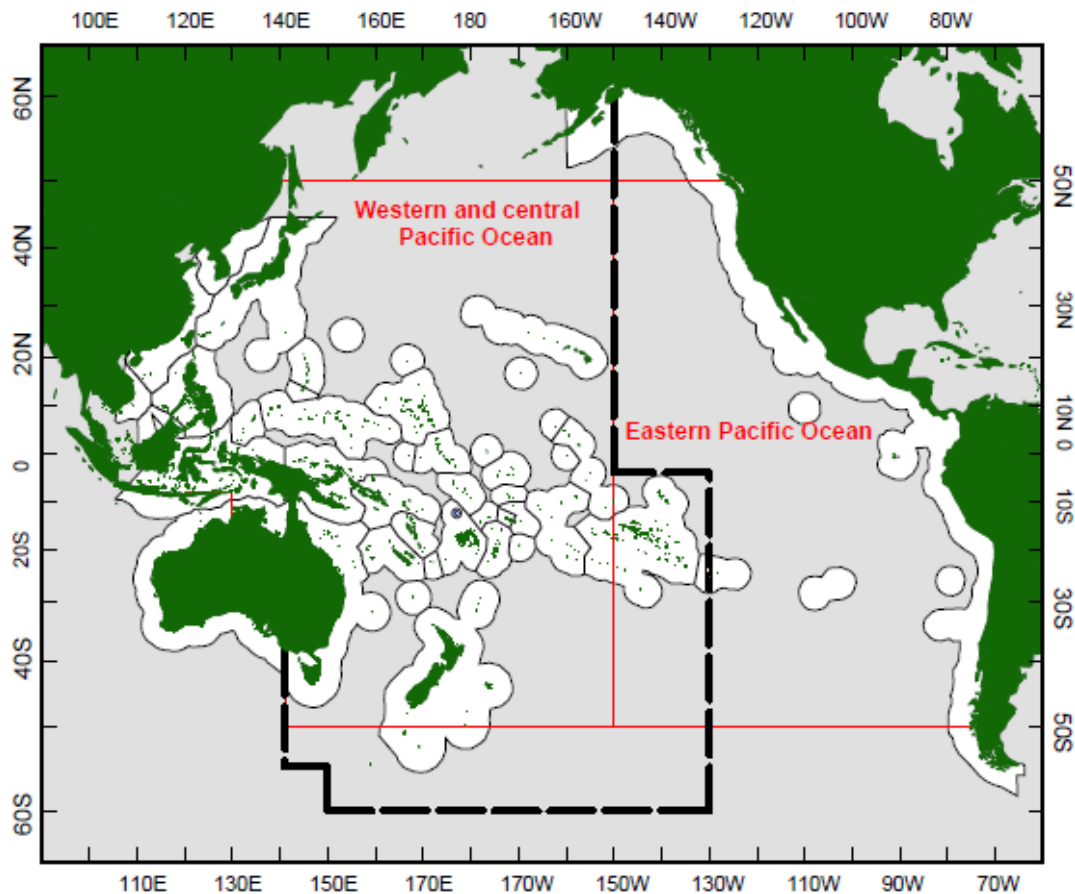 100E 120E 140E 160E 180 160W 140W 120W 100W 80W
60N
50N
Western and central
Pacific Ocean
40N
30N
20N
10N
Eastern Pacific Ocean
0
0
10S
20S
30S
40S
50S
60S
110E 130E 150E 170E 170W 150W 130W 110W 90W 70W